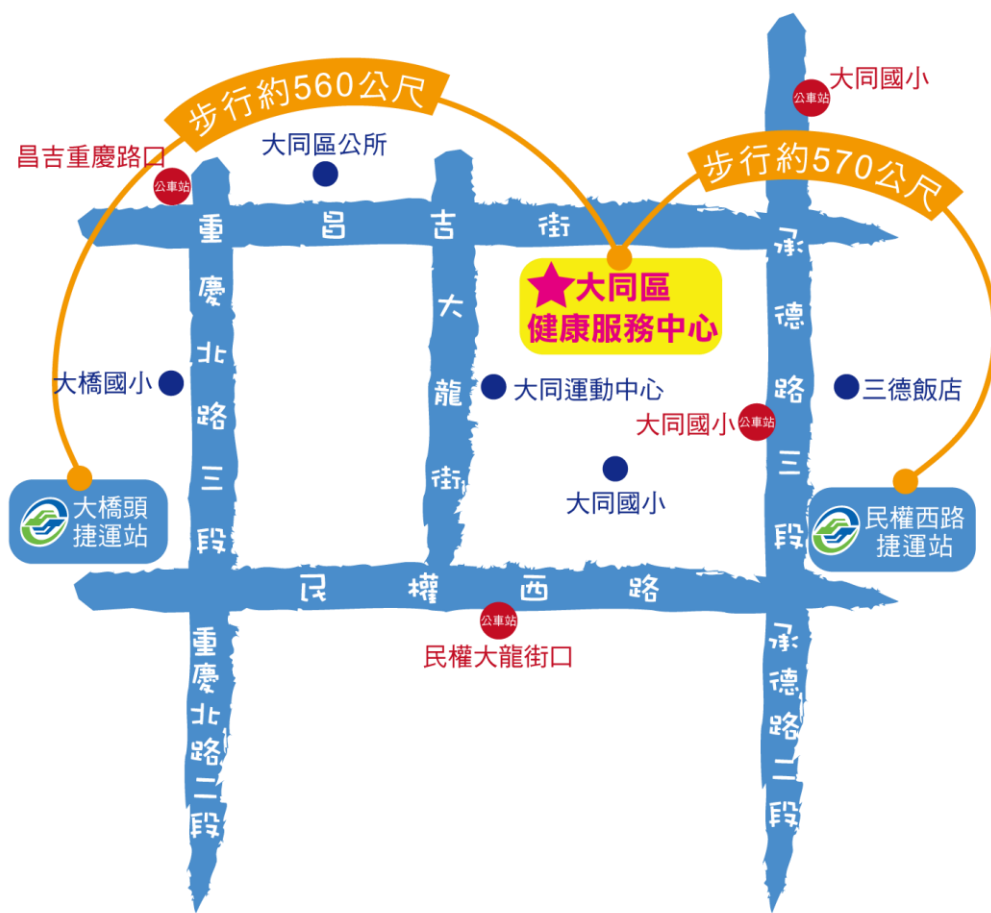 大同國小
公車站
步行約560公尺
步行約570公尺
大同區公所
昌吉重慶路口
公車站
昌吉街
重慶北路三段
大龍街
承德路三段
大同區
健康服務中心
大橋國小
大同運動中心
三德飯店
大同國小
公車站
大同國小
大橋頭
捷運站
民權西路
捷運站
民權西路
公車站
民權大龍街口
重慶北路二段
承德路二段